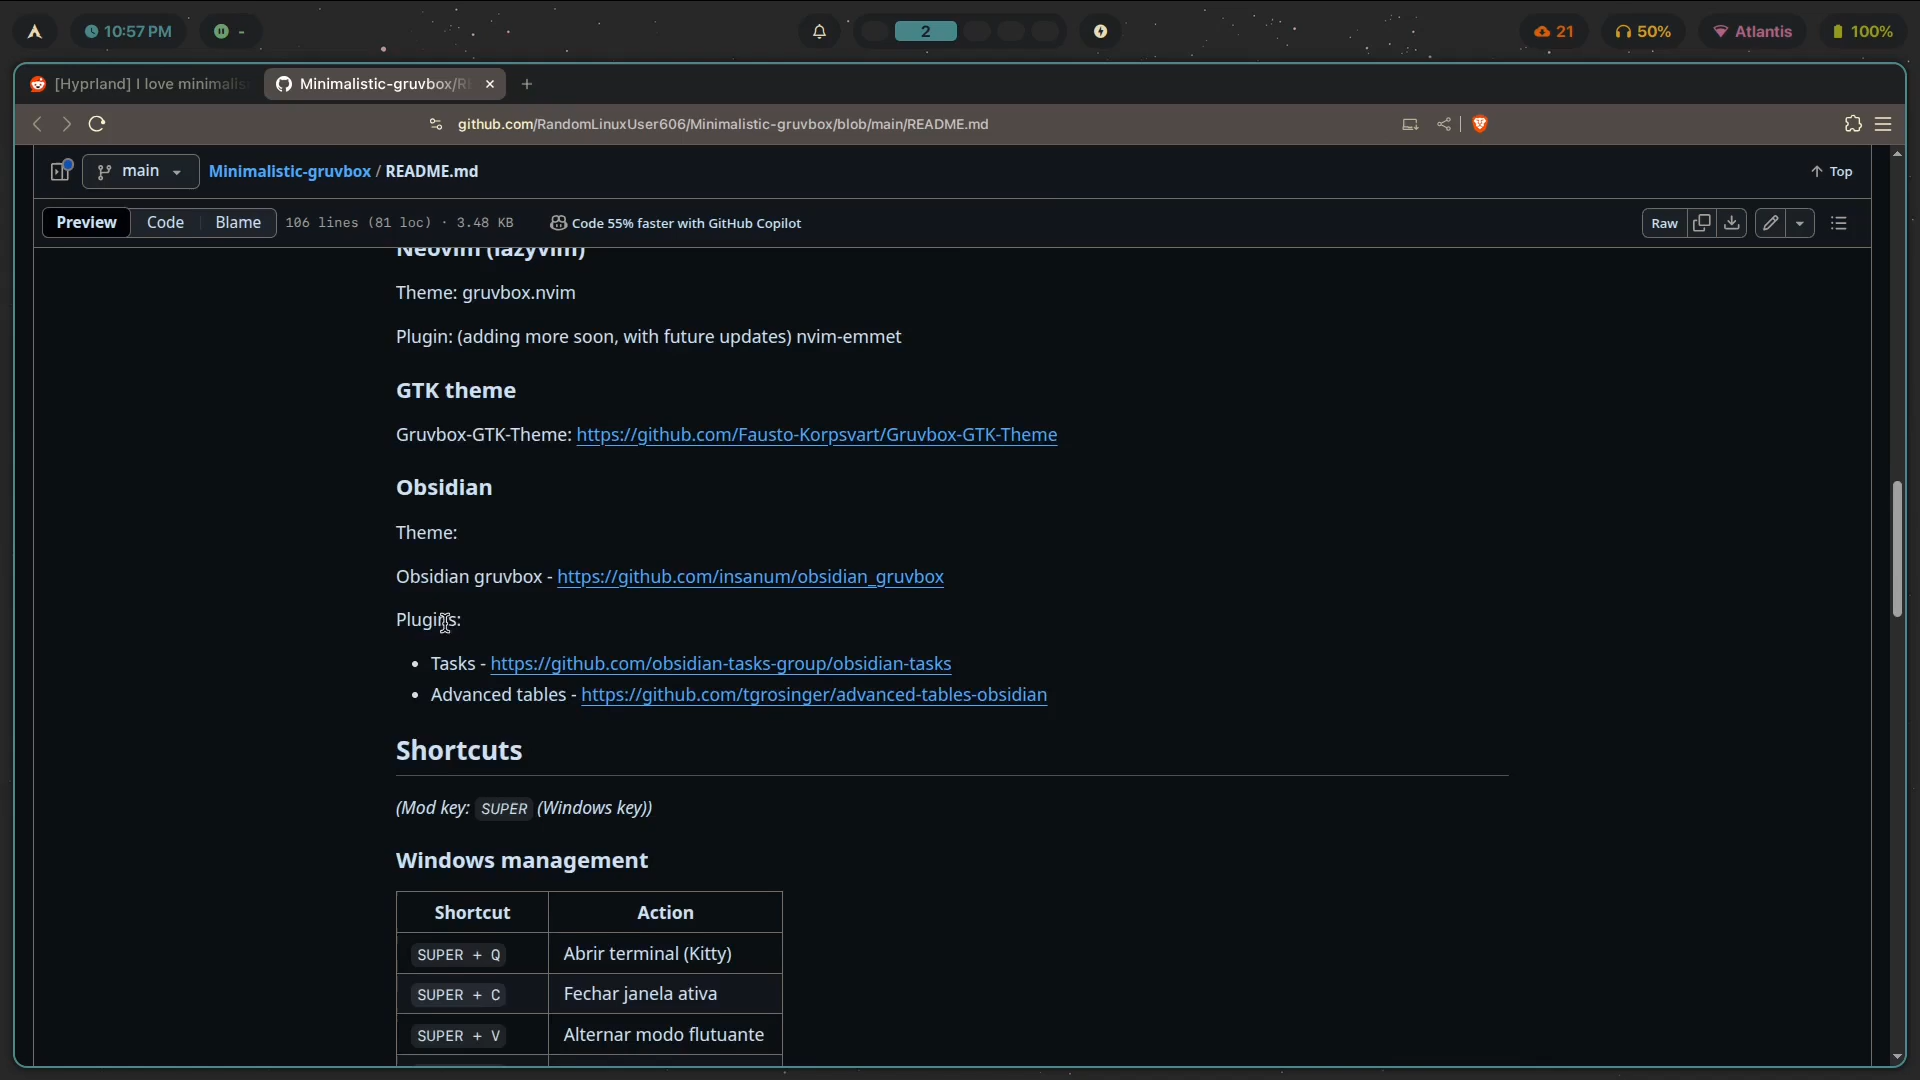 10:57 PM
-
2
21
50%
Atlantis
100%
[Hyprland] I love minimalis
Minimalistic-gruvbox/RE
github.com/RandomLinuxUser606/Minimalistic-gruvbox/blob/main/README.md
main
Minimalistic-gruvbox / README.md
Top
Preview
Code
Blame
106 lines (81 loc) · 3.48 KB
Code 55% faster with GitHub Copilot
Raw
Neovim (lazyvim)
Theme: gruvbox.nvim
Plugin: (adding more soon, with future updates) nvim-emmet
GTK theme
Gruvbox-GTK-Theme: https://github.com/Fausto-Korpsvart/Gruvbox-GTK-Theme
Obsidian
Theme:
Obsidian gruvbox - https://github.com/insanum/obsidian_gruvbox
Plugins:
• Tasks - https://github.com/obsidian-tasks-group/obsidian-tasks
• Advanced tables - https://github.com/tgrosinger/advanced-tables-obsidian
Shortcuts
(Mod key: SUPER (Windows key))
Windows management
Shortcut Action
SUPER + Q Abrir terminal (Kitty)
SUPER + C Fechar janela ativa
SUPER + V Alternar modo flutuante